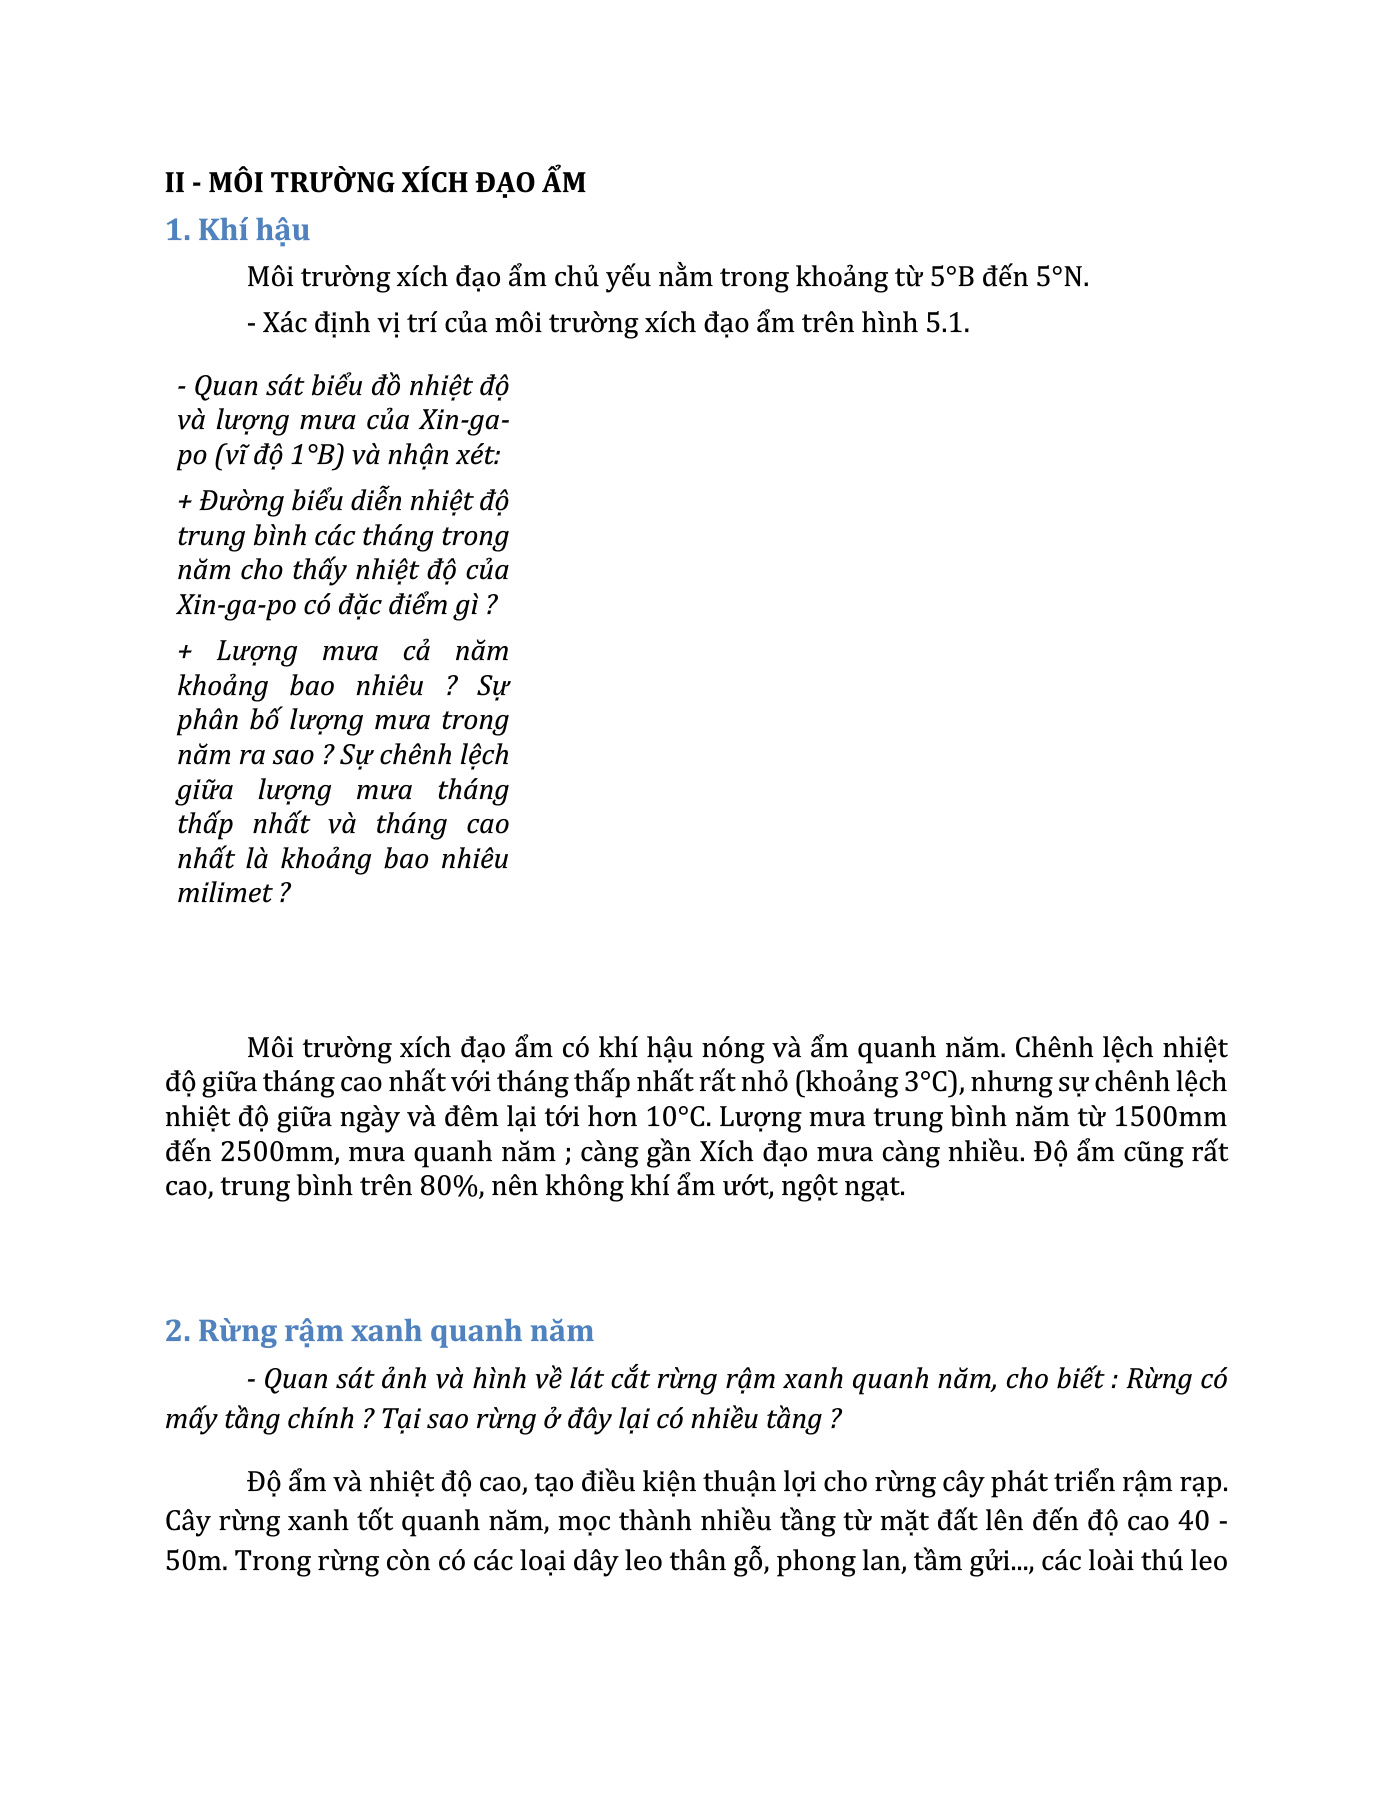 II - MÔI TRƯỜNG XÍCH ĐẠO ẨM
1. Khí hậu
Môi trường xích đạo ẩm chủ yếu nằm trong khoảng từ 5°B đến 5°N.
- Xác định vị trí của môi trường xích đạo ẩm trên hình 5.1.
- Quan sát biểu đồ nhiệt độ
và lượng mưa của Xin-ga-
po (vĩ độ 1°B) và nhận xét:
+ Đường biểu diễn nhiệt độ
trung bình các tháng trong
năm cho thấy nhiệt độ của
Xin-ga-po có đặc điểm gì ?
+ Lượng mưa cả năm
khoảng bao nhiêu ? Sự
phân bố lượng mưa trong
năm ra sao ? Sự chênh lệch
giữa lượng mưa tháng
thấp nhất và tháng cao
nhất là khoảng bao nhiêu
milimet ?
Môi trường xích đạo ẩm có khí hậu nóng và ẩm quanh năm. Chênh lệch nhiệt
độ giữa tháng cao nhất với tháng thấp nhất rất nhỏ (khoảng 3°C), nhưng sự chênh lệch
nhiệt độ giữa ngày và đêm lại tới hơn 10°C. Lượng mưa trung bình năm từ 1500mm
đến 2500mm, mưa quanh năm ; càng gần Xích đạo mưa càng nhiều. Độ ẩm cũng rất
cao, trung bình trên 80%, nên không khí ẩm ướt, ngột ngạt.
2. Rừng rậm xanh quanh năm
- Quan sát ảnh và hình về lát cắt rừng rậm xanh quanh năm, cho biết : Rừng có
mấy tầng chính ? Tại sao rừng ở đây lại có nhiều tầng ?
Độ ẩm và nhiệt độ cao, tạo điều kiện thuận lợi cho rừng cây phát triển rậm rạp.
Cây rừng xanh tốt quanh năm, mọc thành nhiều tầng từ mặt đất lên đến độ cao 40 -
50m. Trong rừng còn có các loại dây leo thân gỗ, phong lan, tầm gửi..., các loài thú leo